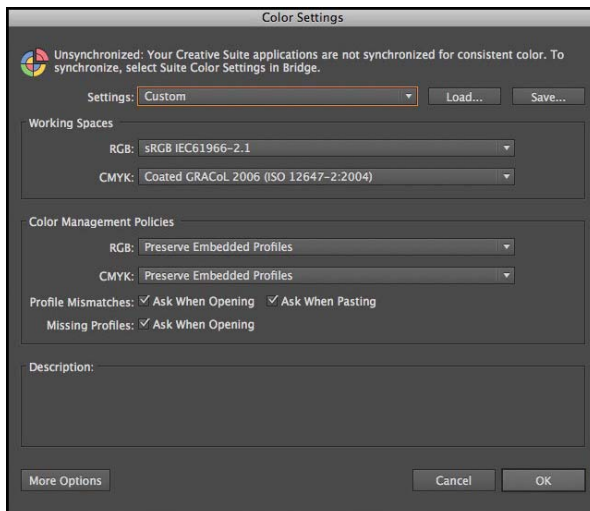 Color Settings
Unsynchronized: Your Creative Suite applications are not synchronized for consistent color. To
synchronize, select Suite Color Settings in Bridge.
Settings: Custom Load... Save...
Working Spaces
RGB: sRGB IEC61966-2.1
CMYK: Coated GRACoL 2006 (ISO 12647-2:2004)
Color Management Policies
RGB: Preserve Embedded Profiles
CMYK: Preserve Embedded Profiles
Profile Mismatches: Ask When Opening Ask When Pasting
Missing Profiles: Ask When Opening
Description:
More Options Cancel OK